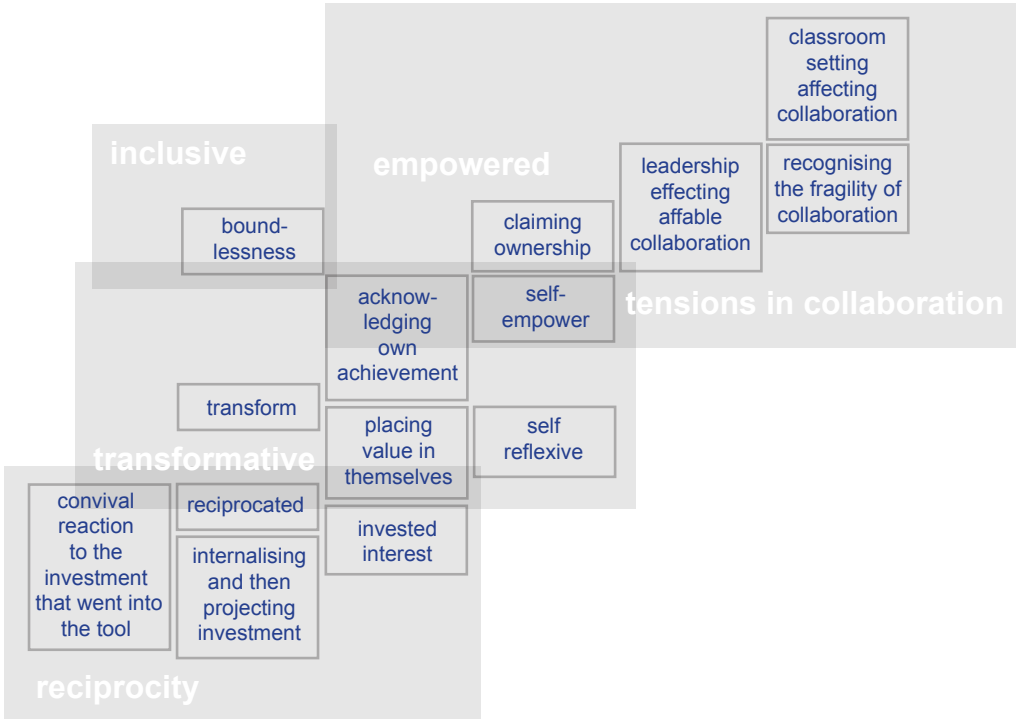 classroom
setting
affecting
collaboration
inclusive
empowered
leadership
effecting
affable
collaboration
recognising
the fragility of
collaboration
bound-
lessness
claiming
ownership
acknow-
ledging
own
achievement
self-
empower
tensions in collaboration
transform
placing
value in
themselves
self
reflexive
transformative
convival
reaction
to the
investment
that went into
the tool
reciprocated
invested
interest
internalising
and then
projecting
investment
reciprocity